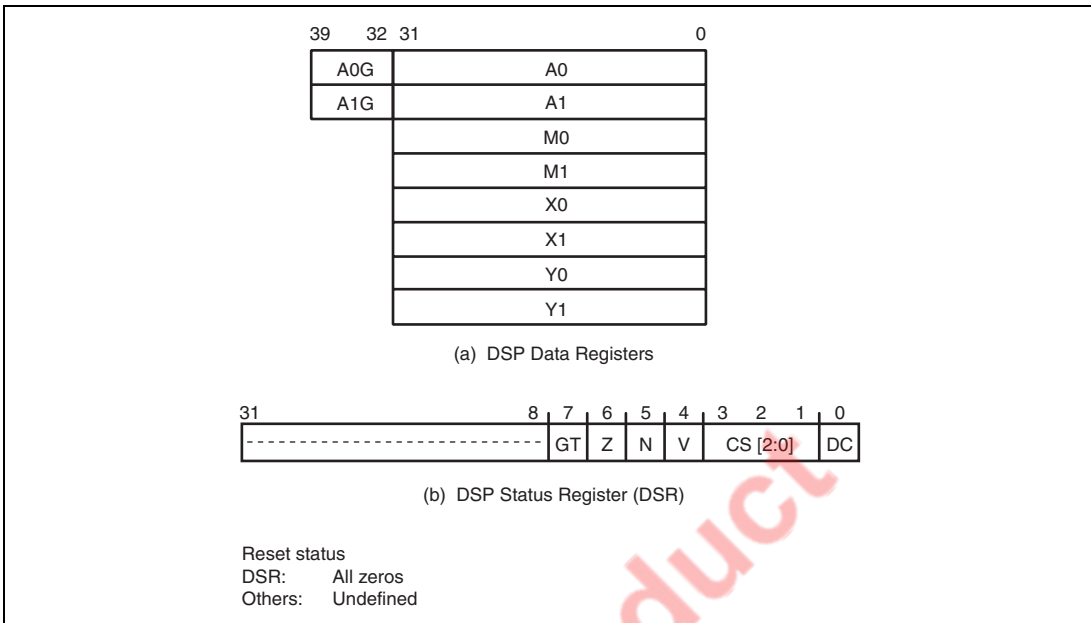 39 32 31 0
A0G A0
A1G A1
M0
M1
X0
X1
Y0
Y1
(a) DSP Data Registers
31 8 7 6 5 4 3 2 1 0
GT Z N V CS [2:0] DC
(b) DSP Status Register (DSR)
Reset status
DSR: All zeros
Others: Undefined
duct